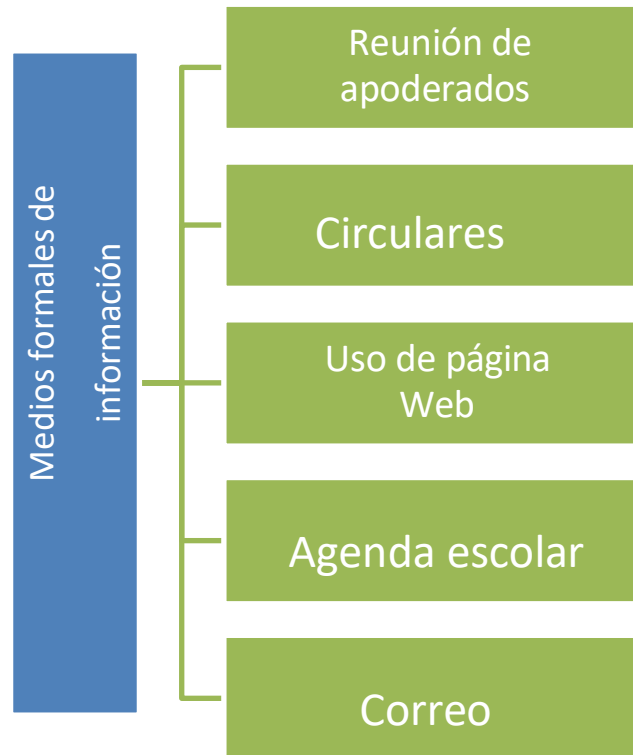 Medios formales de
información
Reunión de
apoderados
Circulares
Uso de página
Web
Agenda escolar
Correo